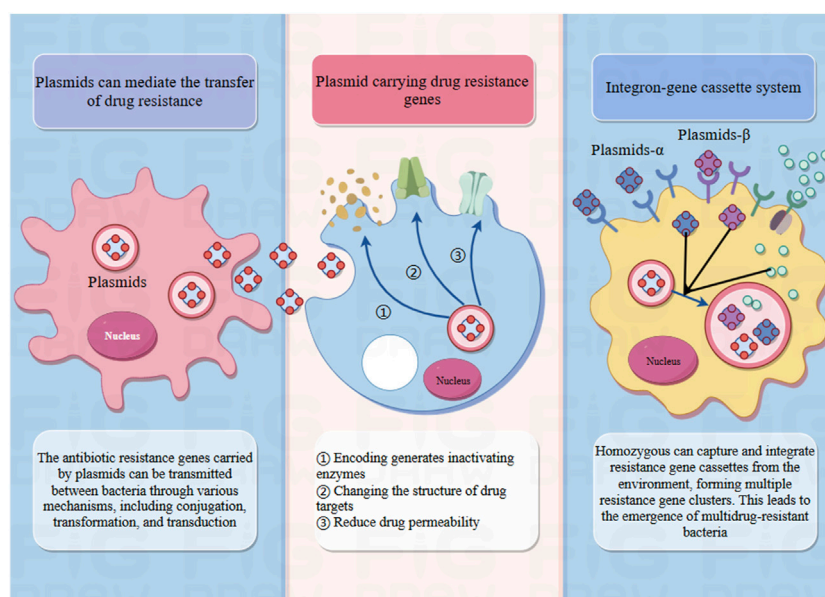 Plasmids can mediate the transfer
of drug resistance
Plasmid carrying drug resistance
genes
Integron-gene cassette system
Plasmids-α
Plasmids-β
Plasmids
Nucleus
①
②
③
Nucleus
Nucleus
The antibiotic resistance genes carried
by plasmids can be transmitted
between bacteria through various
mechanisms, including conjugation,
transformation, and transduction
① Encoding generates inactivating
enzymes
② Changing the structure of drug
targets
③ Reduce drug permeability
Homozygous can capture and integrate
resistance gene cassettes from the
environment, forming multiple
resistance gene clusters. This leads to
the emergence of multidrug-resistant
bacteria